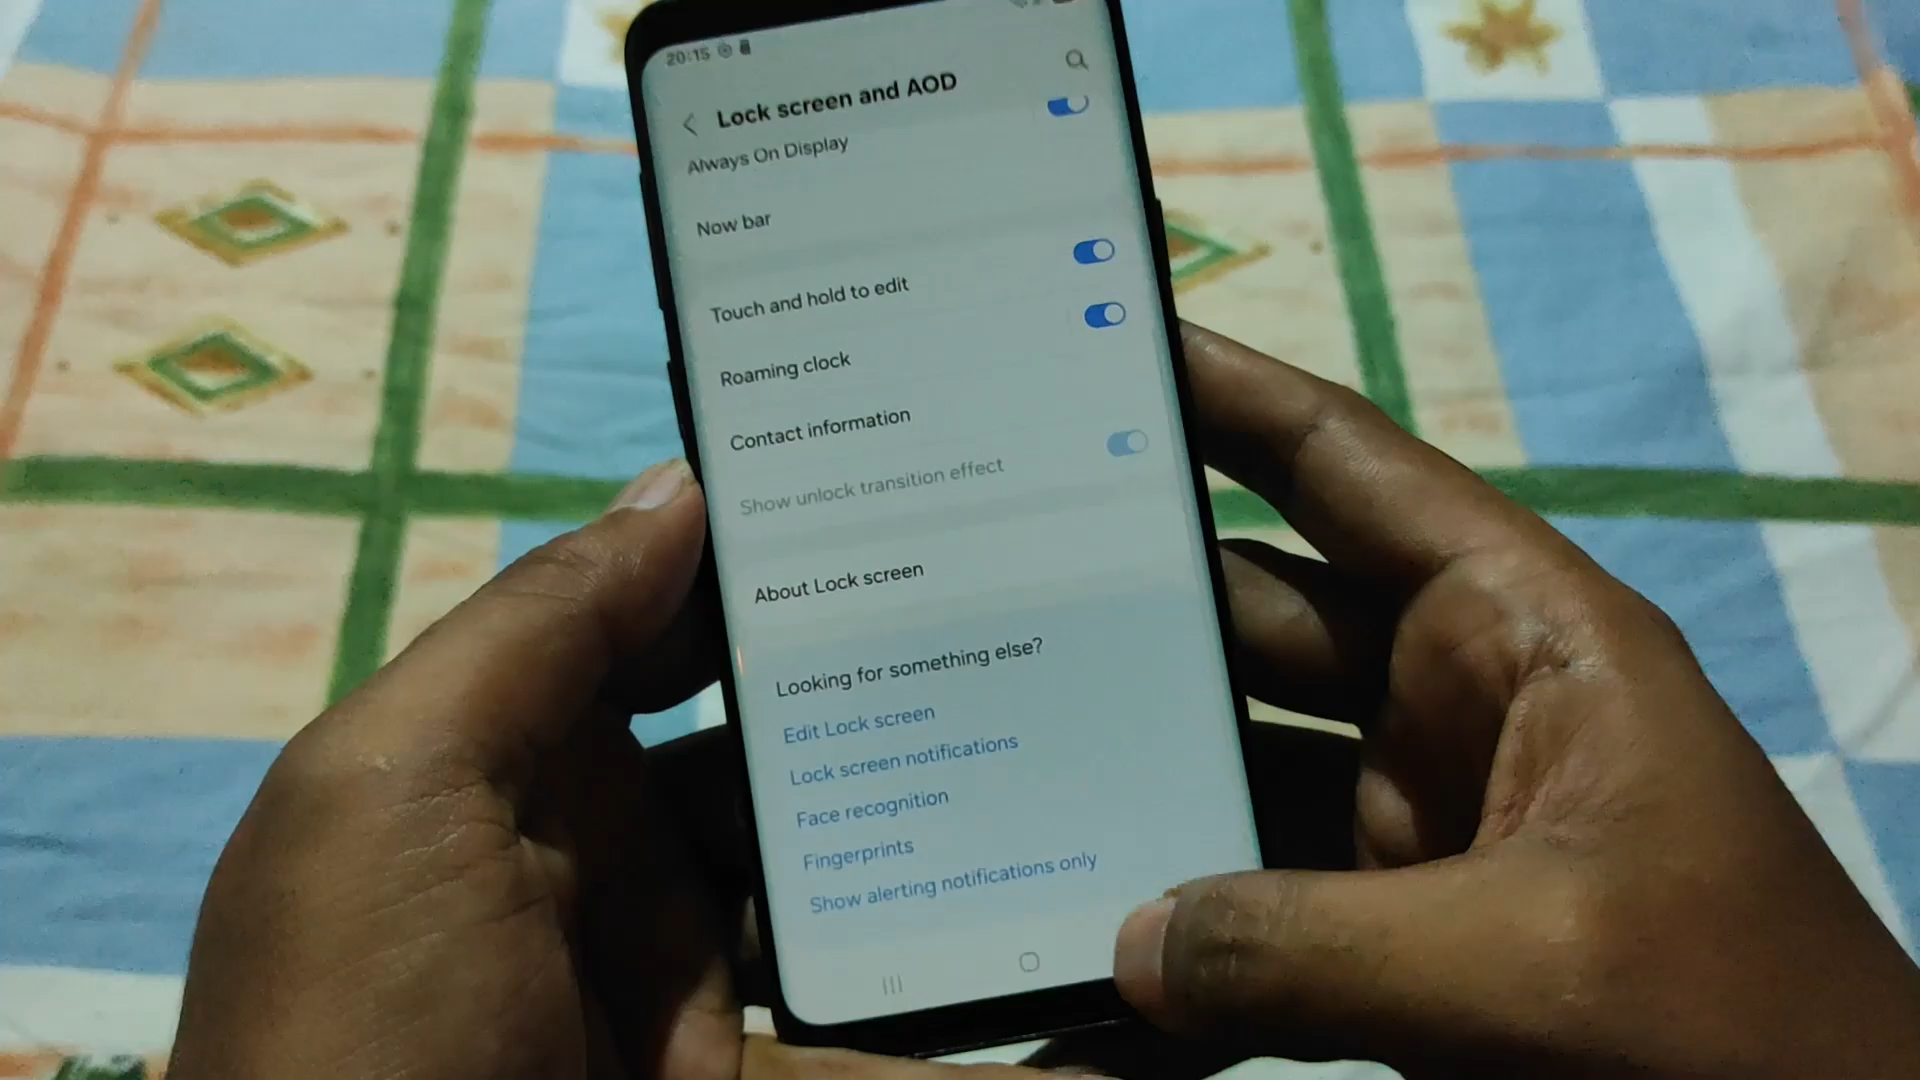 20:15
Lock screen and AOD
Always On Display
Now bar
Touch and hold to edit
Roaming clock
Contact information
Show unlock transition effect
About Lock screen
Looking for something else?
Edit Lock screen
Lock screen notifications
Face recognition
Fingerprints
Show alerting notifications only